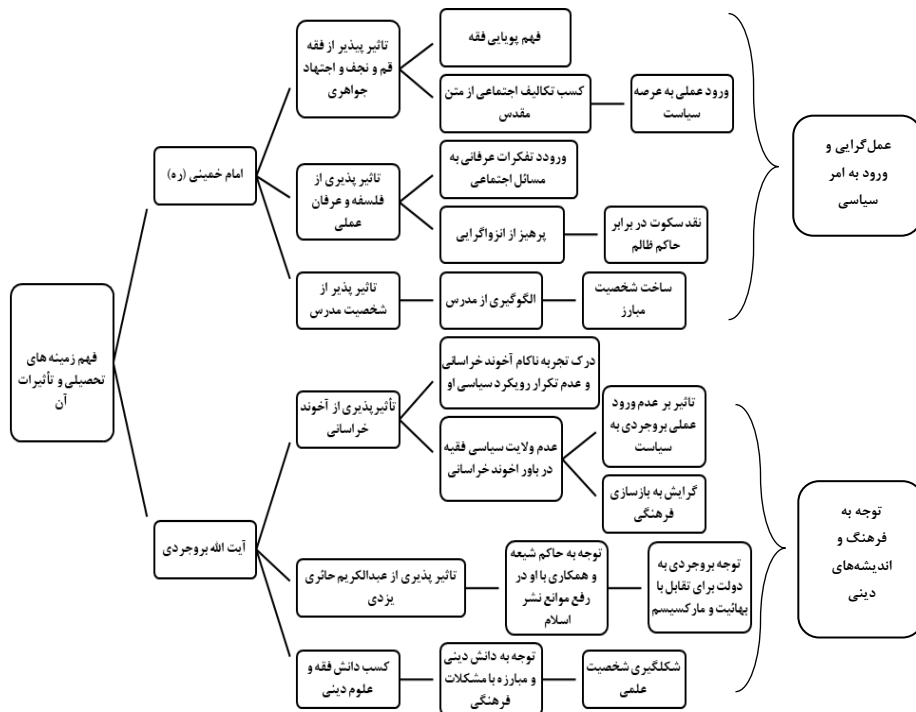 فهم زمینه های
تحصیلی و تأثیرات
آن
امام خمینی (ره)
تاثیر پیذیر از فقه
قم و نجف و اجتهاد
جواهری
فهم پویایی فقه
کسب تکالیف اجتماعی از متن
مقدس
ورود عملی به عرصه
سیاست
تاثیر پذیری از
فلسفه و عرفان
عملی
ورودد تفکرات عرفانی به
مسائل اجتماعی
پرهیز از انزواگرایی
نقد سکوت در برابر
حاکم ظالم
تاثیر پذیر از
شخصیت مدرس
الگوگیری از مدرس
ساخت شخصیت
مبارز
عمل‌گرایی و
ورود به امر
سیاسی
آیت الله بروجردی
تأثیرپذیری از آخوند
خراسانی
درک تجربه ناکام آخوند خراسانی
و عدم تکرار رویکرد سیاسی او
عدم ولایت سیاسی فقیه
در باور اخوند خراسانی
تاثیر بر عدم ورود
عملی بروجردی به
سیاست
گرایش به بازسازی
فرهنگی
تاثیر پذیری از عبدالکریم حائری
یزدی
توجه به حاکم شیعه
و همکاری با او در
رفع موانع نشر
اسلام
توجه بروجردی به
دولت برای تقابل با
بهائیت و مارکسیسم
کسب دانش فقه و
علوم دینی
توجه به دانش دینی
و مبارزه با مشکلات
فرهنگی
شکلگیری شخصیت
علمی
توجه به
فرهنگ و
اندیشه‌های
دینی